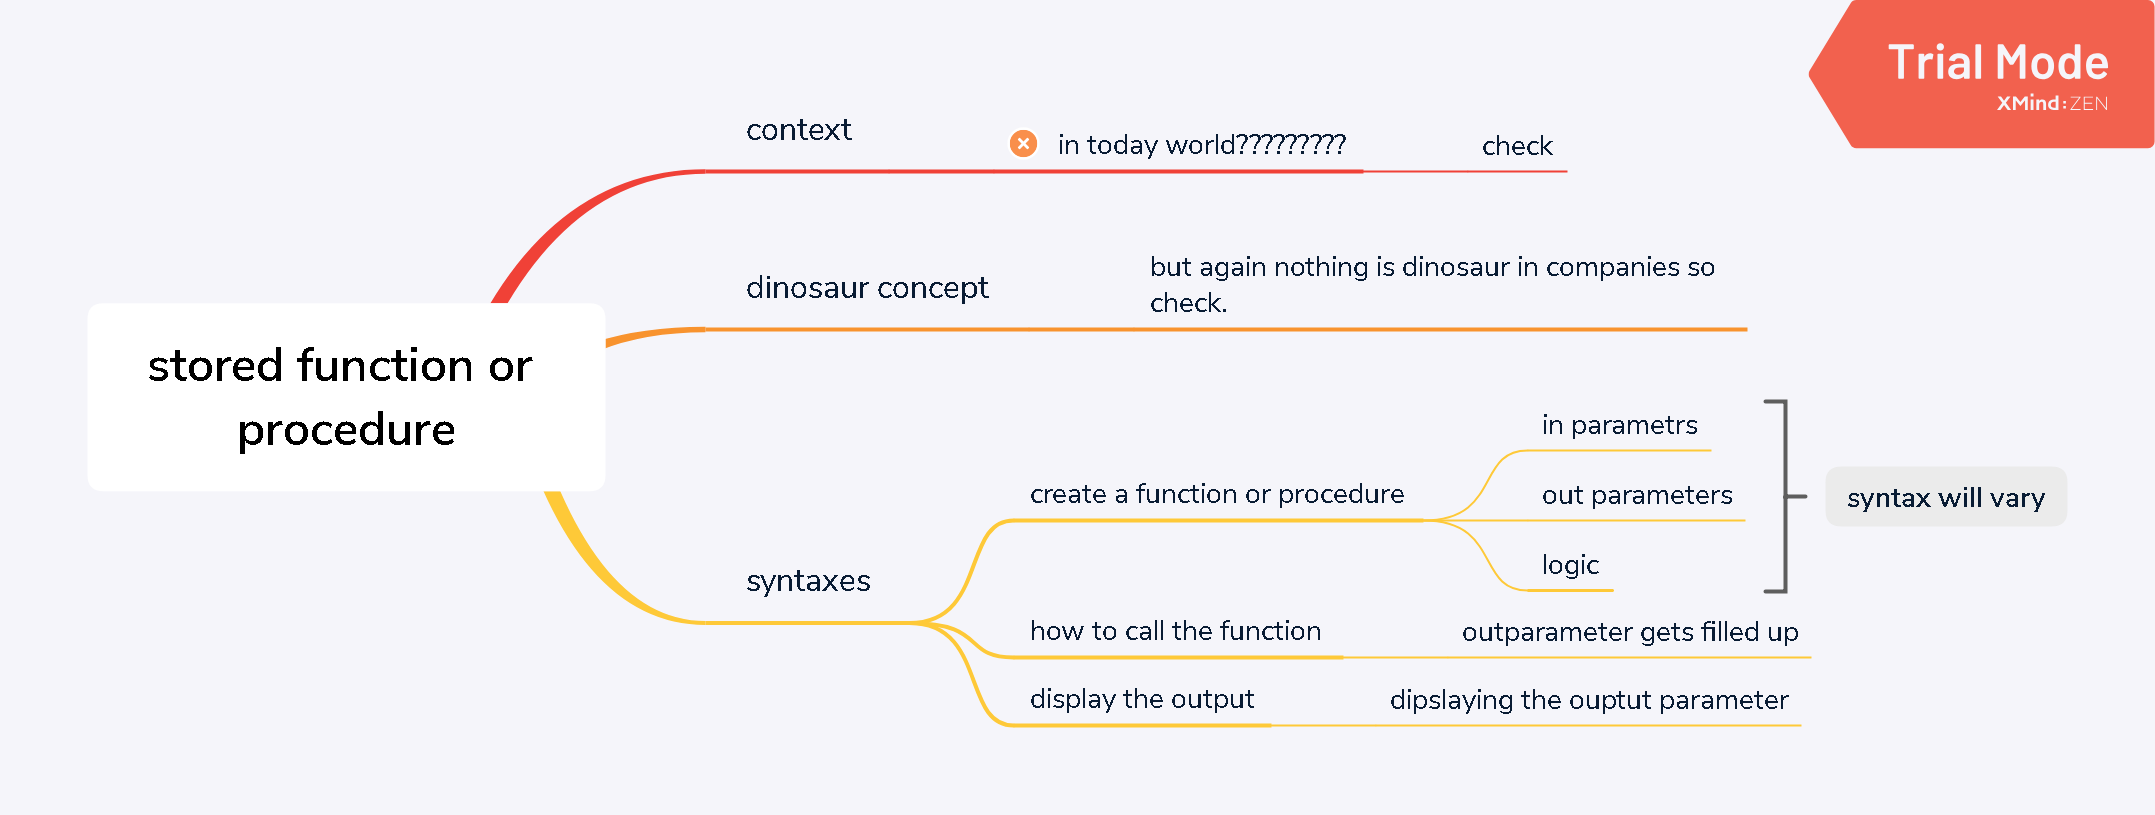 Trial Mode
XMind:ZEN
context
in today world?????????
check
dinosaur concept
but again nothing is dinosaur in companies so
check.
stored function or
procedure
syntaxes
create a function or procedure
in parametrs
out parameters
logic
syntax will vary
how to call the function
outparameter gets filled up
display the output
dipslaying the ouptut parameter